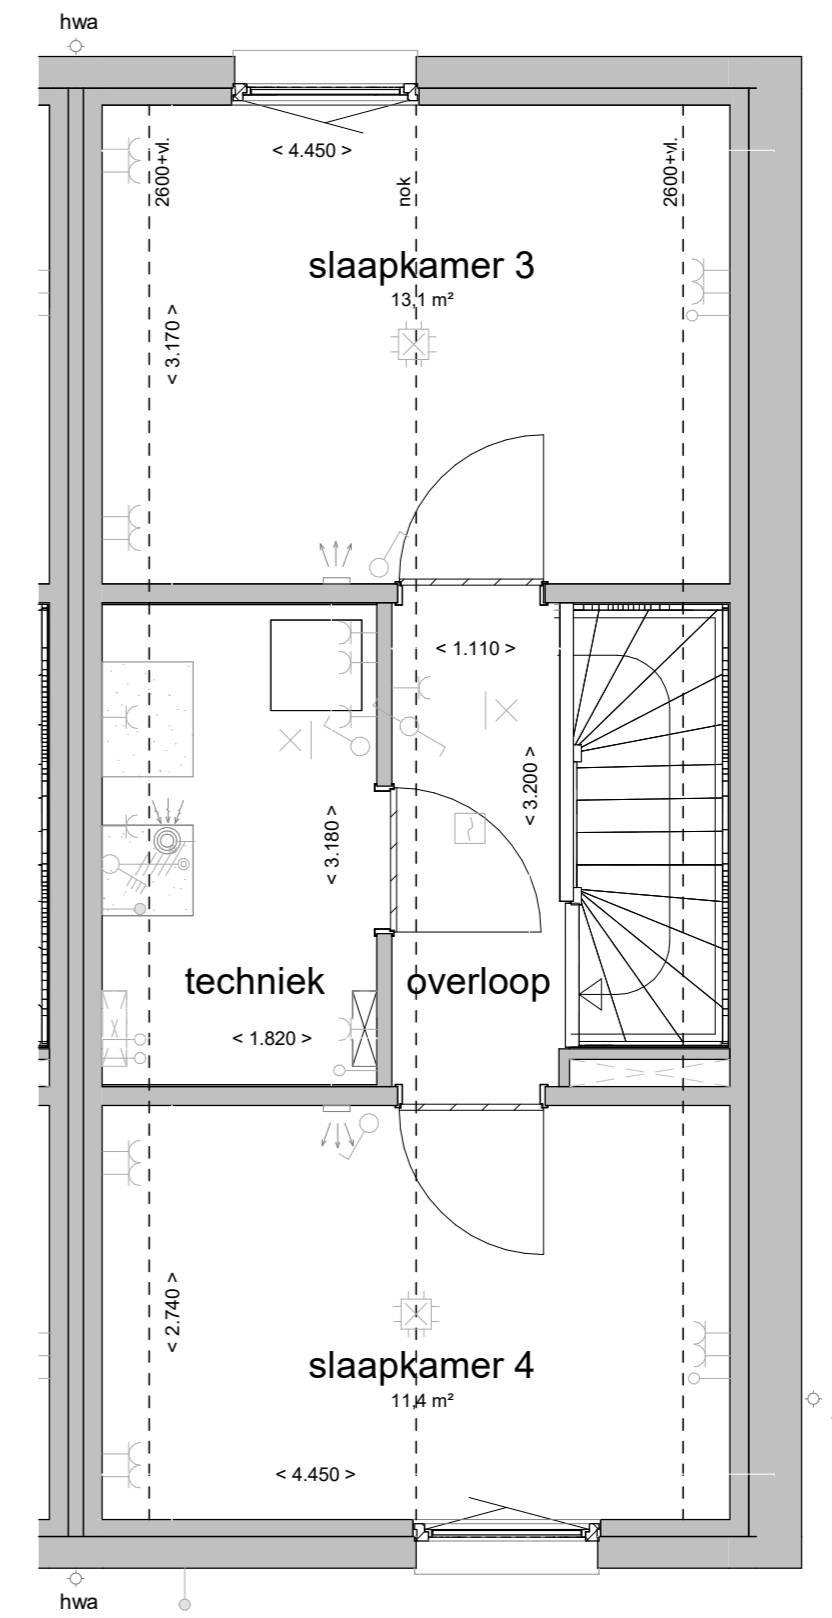 hwa
< 4.450 >
2600+vl.
nok
2600+vl.
slaapkamer 3
13,1 m²
< 3.170 >
< 1.110 >
< 3.200 >
< 3.180 >
techniek
overloop
< 1.820 >
< 2.740 >
slaapkamer 4
11,4 m²
< 4.450 >
hwa